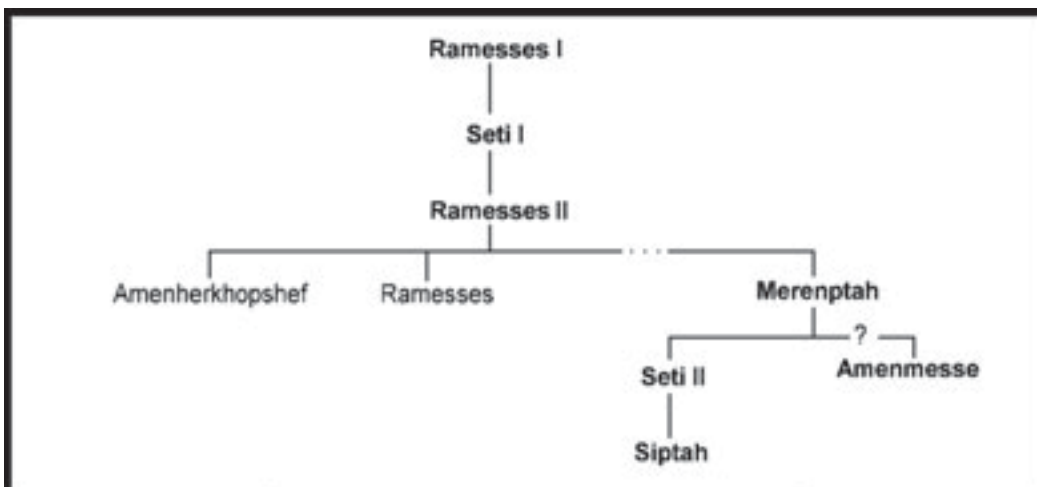 Ramesses I
Seti I
Ramesses II
. . .
Amenherkhopshef Ramesses Merenptah
?
Seti II Amenmesse
Siptah